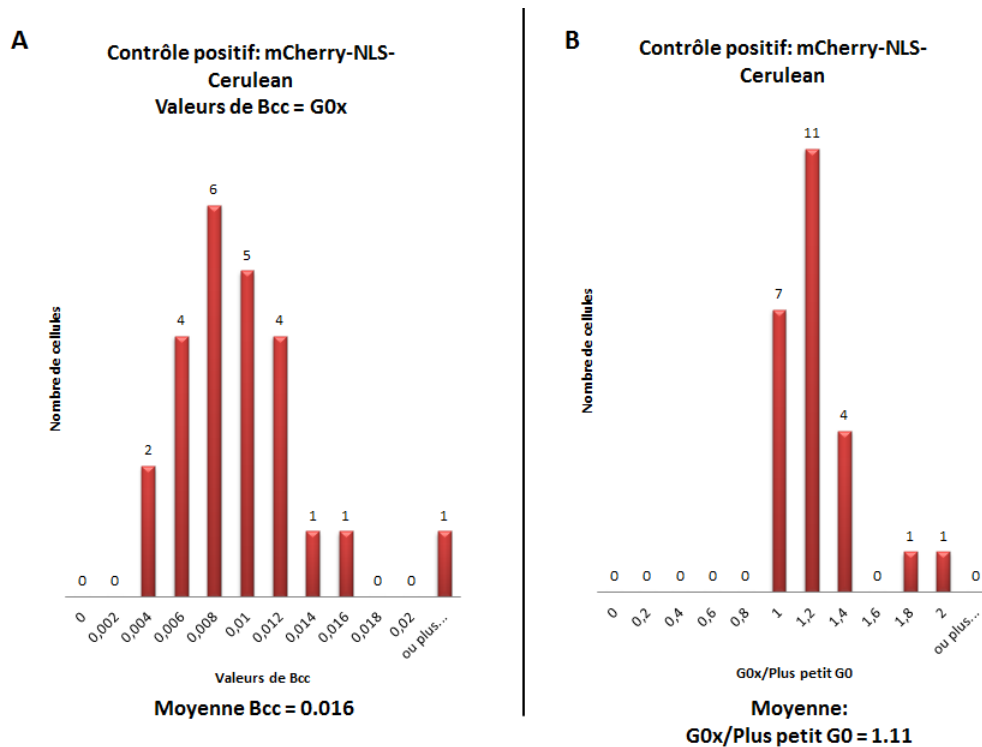 A
Contrôle positif: mCherry-NLS-
Cerulean
Valeurs de Bcc = G0x
Nombre de cellules
0 0 2 4 6 5 4 1 1 0 0 1
0 0,002 0,004 0,006 0,008 0,01 0,012 0,014 0,016 0,018 0,02 ou plus...
Valeurs de Bcc
Moyenne Bcc = 0.016
B
Contrôle positif: mCherry-NLS-
Cerulean
Nombre de cellules
0 0 0 0 0 7 11 4 0 1 1 0
0 0,2 0,4 0,6 0,8 1 1,2 1,4 1,6 1,8 2 ou plus...
G0x/Plus petit G0
Moyenne:
G0x/Plus petit G0 = 1.11